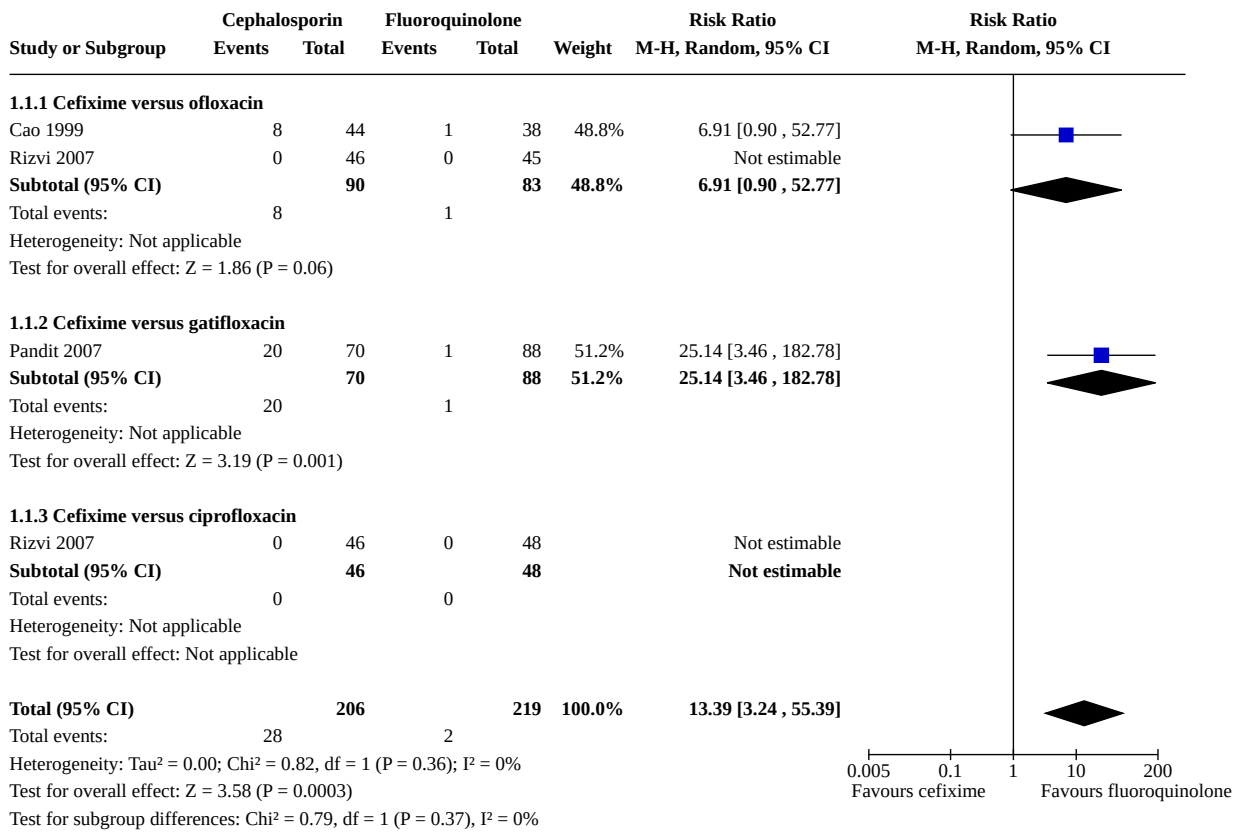 Cephalosporin Fluoroquinolone Risk Ratio Risk Ratio
Study or Subgroup Events Total Events Total Weight M-H, Random, 95% CI M-H, Random, 95% CI
1.1.1 Cefixime versus ofloxacin
Cao 1999 8 44 1 38 48.8% 6.91 [0.90 , 52.77]
Rizvi 2007 0 46 0 45 Not estimable
Subtotal (95% CI) 90 83 48.8% 6.91 [0.90 , 52.77]
Total events: 8 1
Heterogeneity: Not applicable
Test for overall effect: Z = 1.86 (P = 0.06)
1.1.2 Cefixime versus gatifloxacin
Pandit 2007 20 70 1 88 51.2% 25.14 [3.46 , 182.78]
Subtotal (95% CI) 70 88 51.2% 25.14 [3.46 , 182.78]
Total events: 20 1
Heterogeneity: Not applicable
Test for overall effect: Z = 3.19 (P = 0.001)
1.1.3 Cefixime versus ciprofloxacin
Rizvi 2007 0 46 0 48 Not estimable
Subtotal (95% CI) 46 48 Not estimable
Total events: 0 0
Heterogeneity: Not applicable
Test for overall effect: Not applicable
Total (95% CI) 206 219 100.0% 13.39 [3.24 , 55.39]
Total events: 28 2
Heterogeneity: Tau² = 0.00; Chi² = 0.82, df = 1 (P = 0.36); I² = 0%
0.005 0.1 1 10 200
Test for overall effect: Z = 3.58 (P = 0.0003)
Favours cefixime Favours fluoroquinolone
Test for subgroup differences: Chi² = 0.79, df = 1 (P = 0.37), I² = 0%